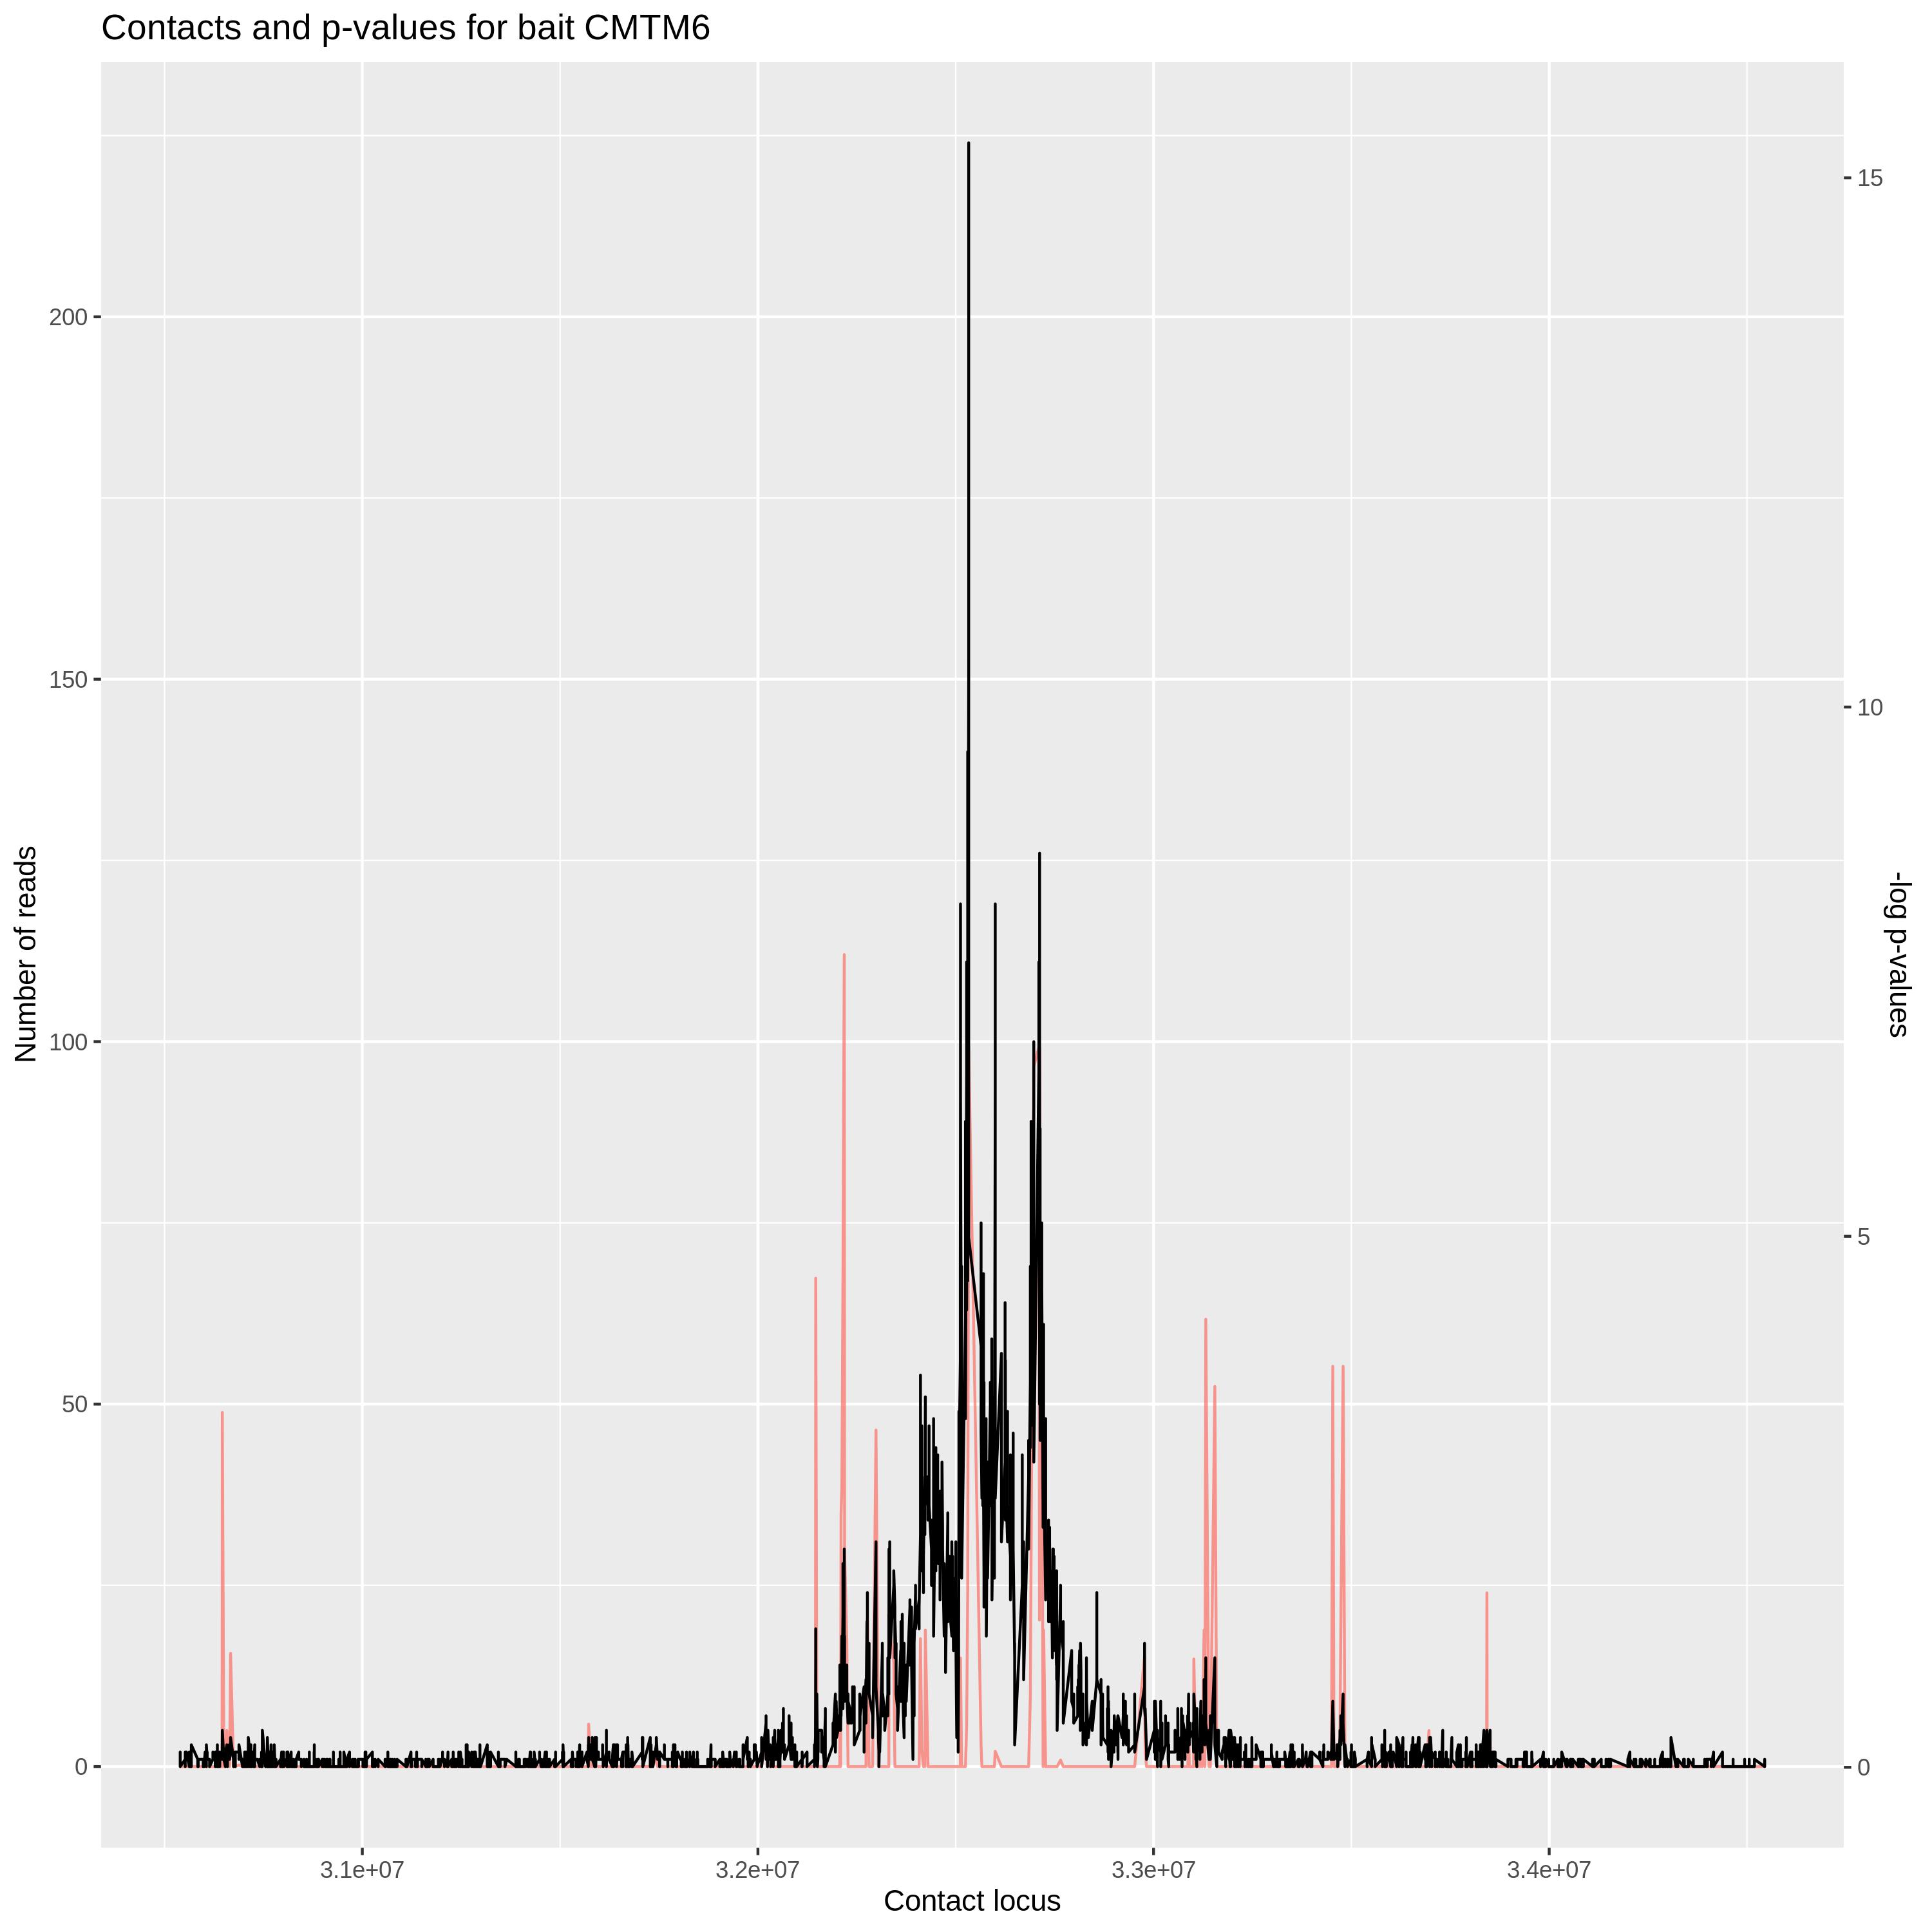 Contacts and p-values for bait CMTM6
200
150
100
50
0
Number of reads
15
10
5
0
-log p-values
3.1e+07
3.2e+07
3.3e+07
3.4e+07
Contact locus